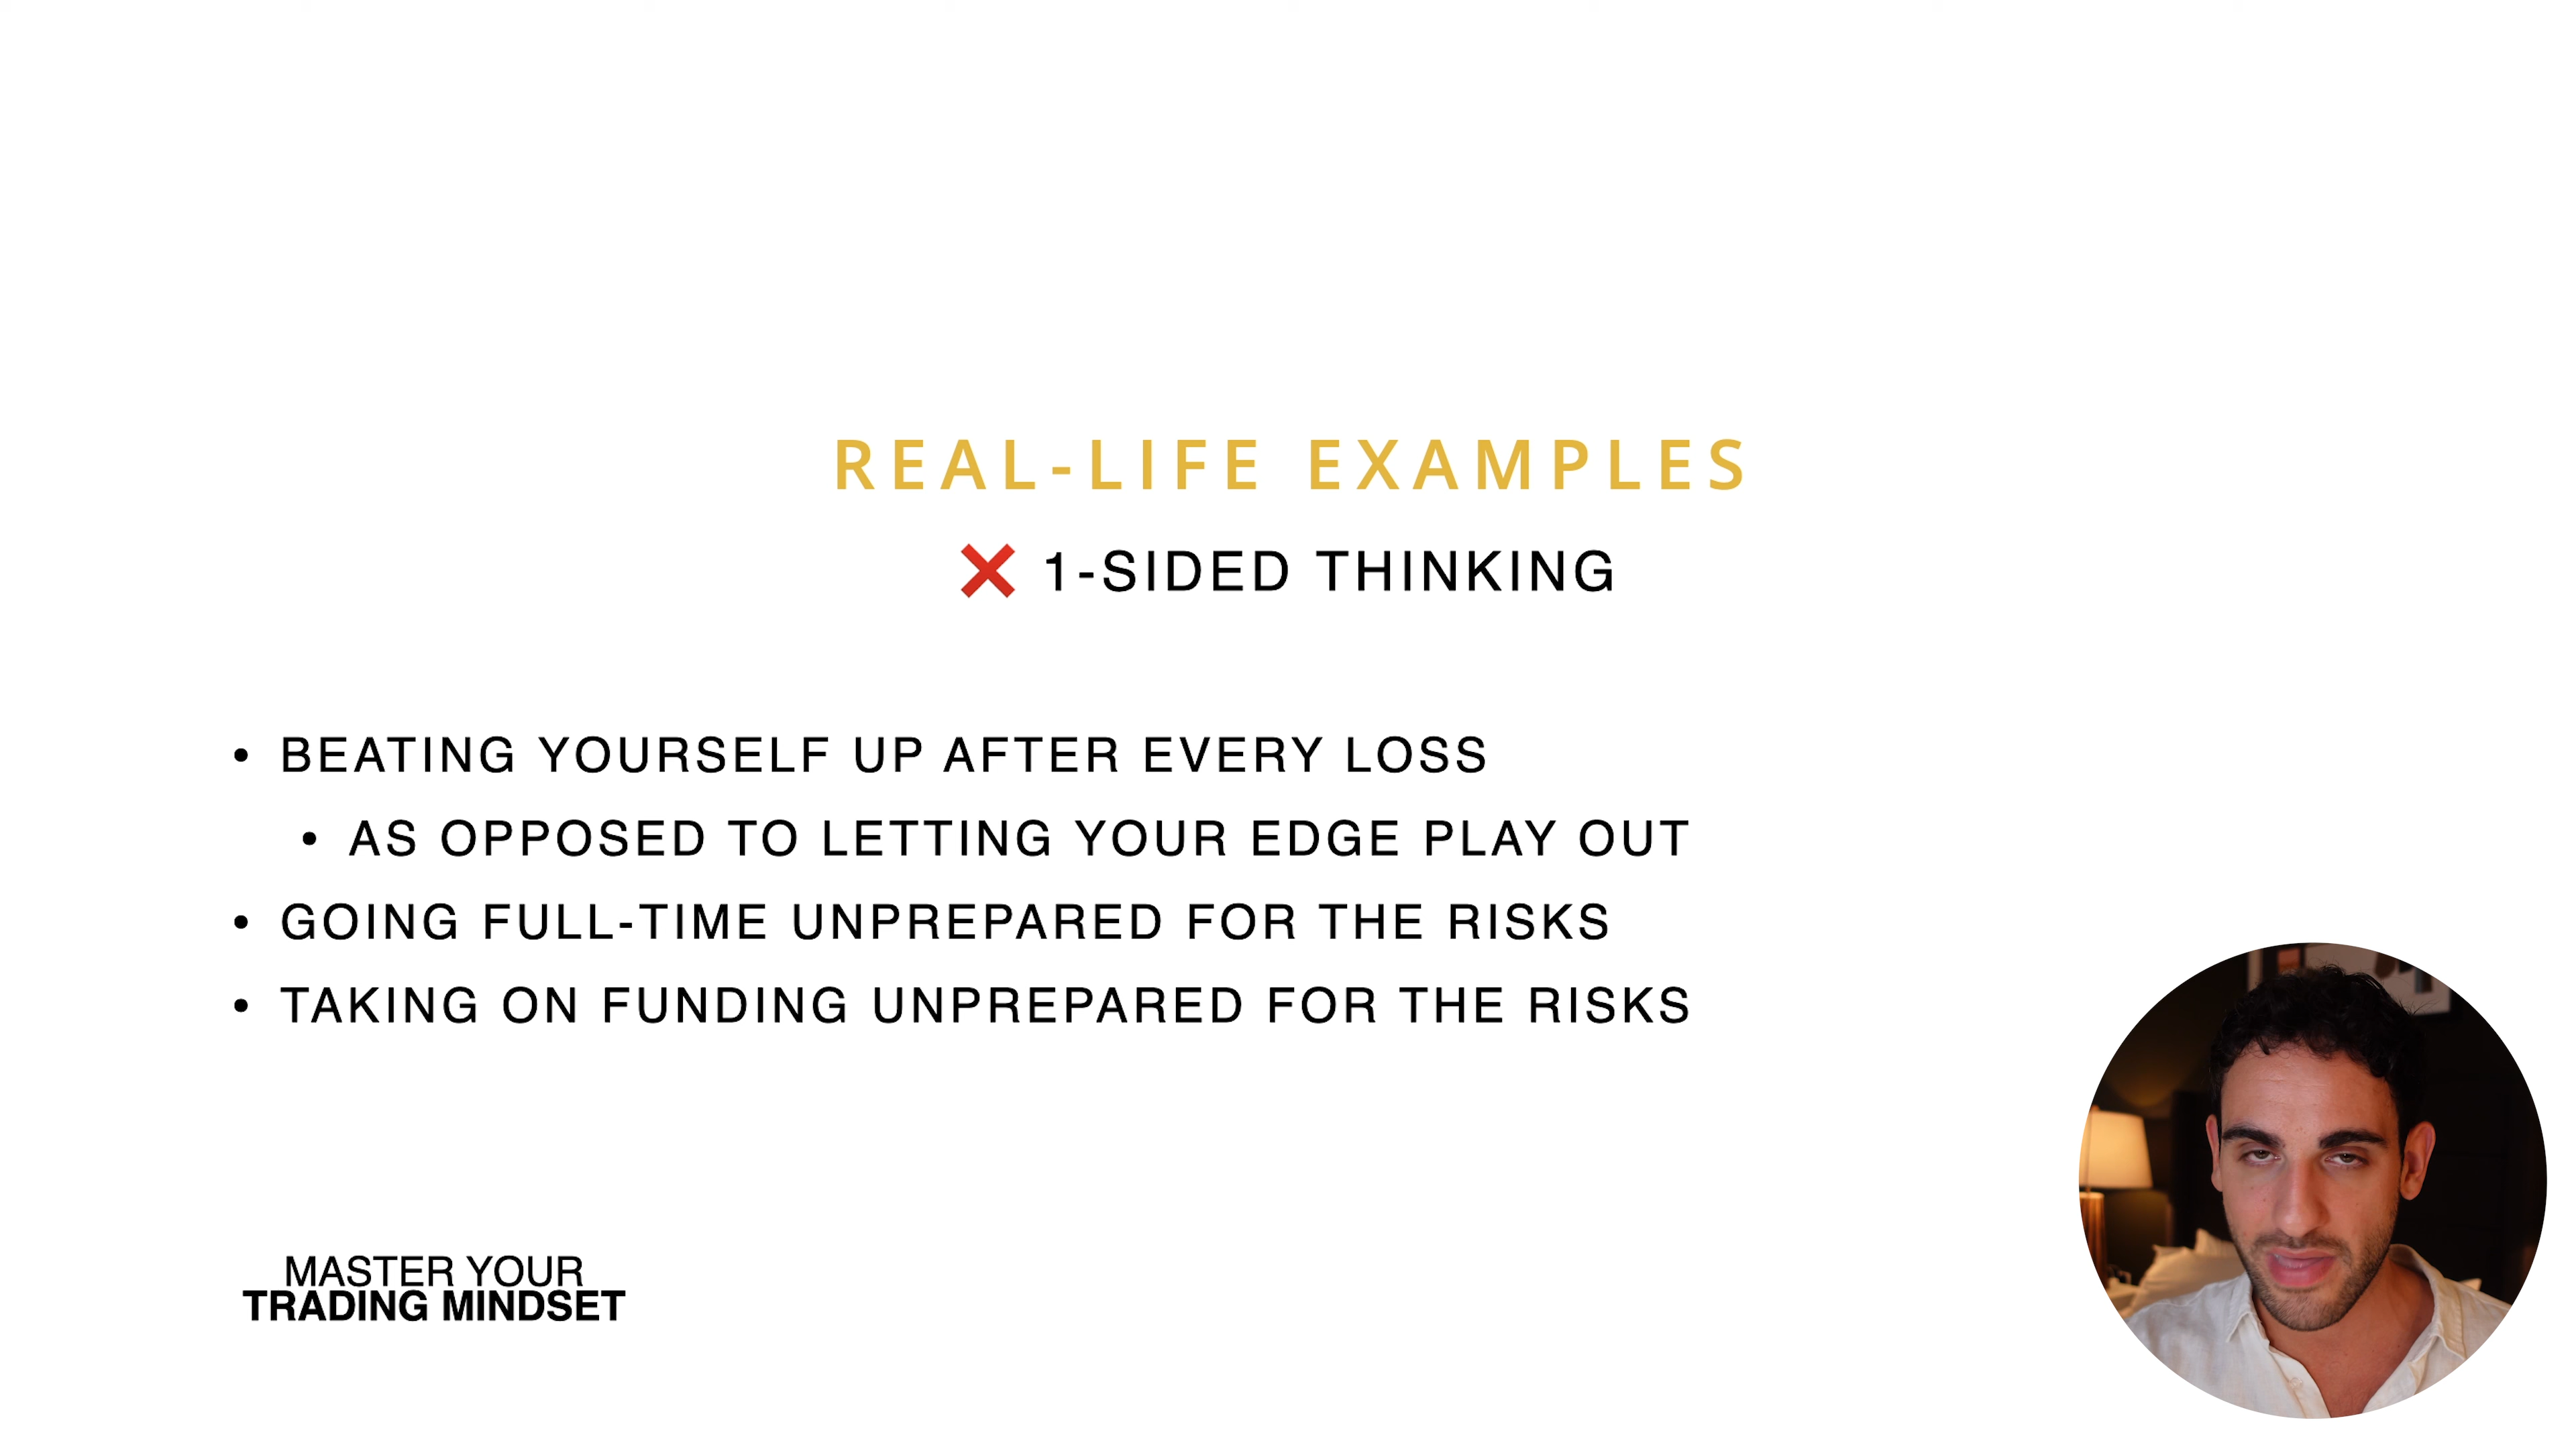 REAL-LIFE EXAMPLES
❌ 1-SIDED THINKING
• BEATING YOURSELF UP AFTER EVERY LOSS
• AS OPPOSED TO LETTING YOUR EDGE PLAY OUT
• GOING FULL-TIME UNPREPARED FOR THE RISKS
• TAKING ON FUNDING UNPREPARED FOR THE RISKS
MASTER YOUR
TRADING MINDSET